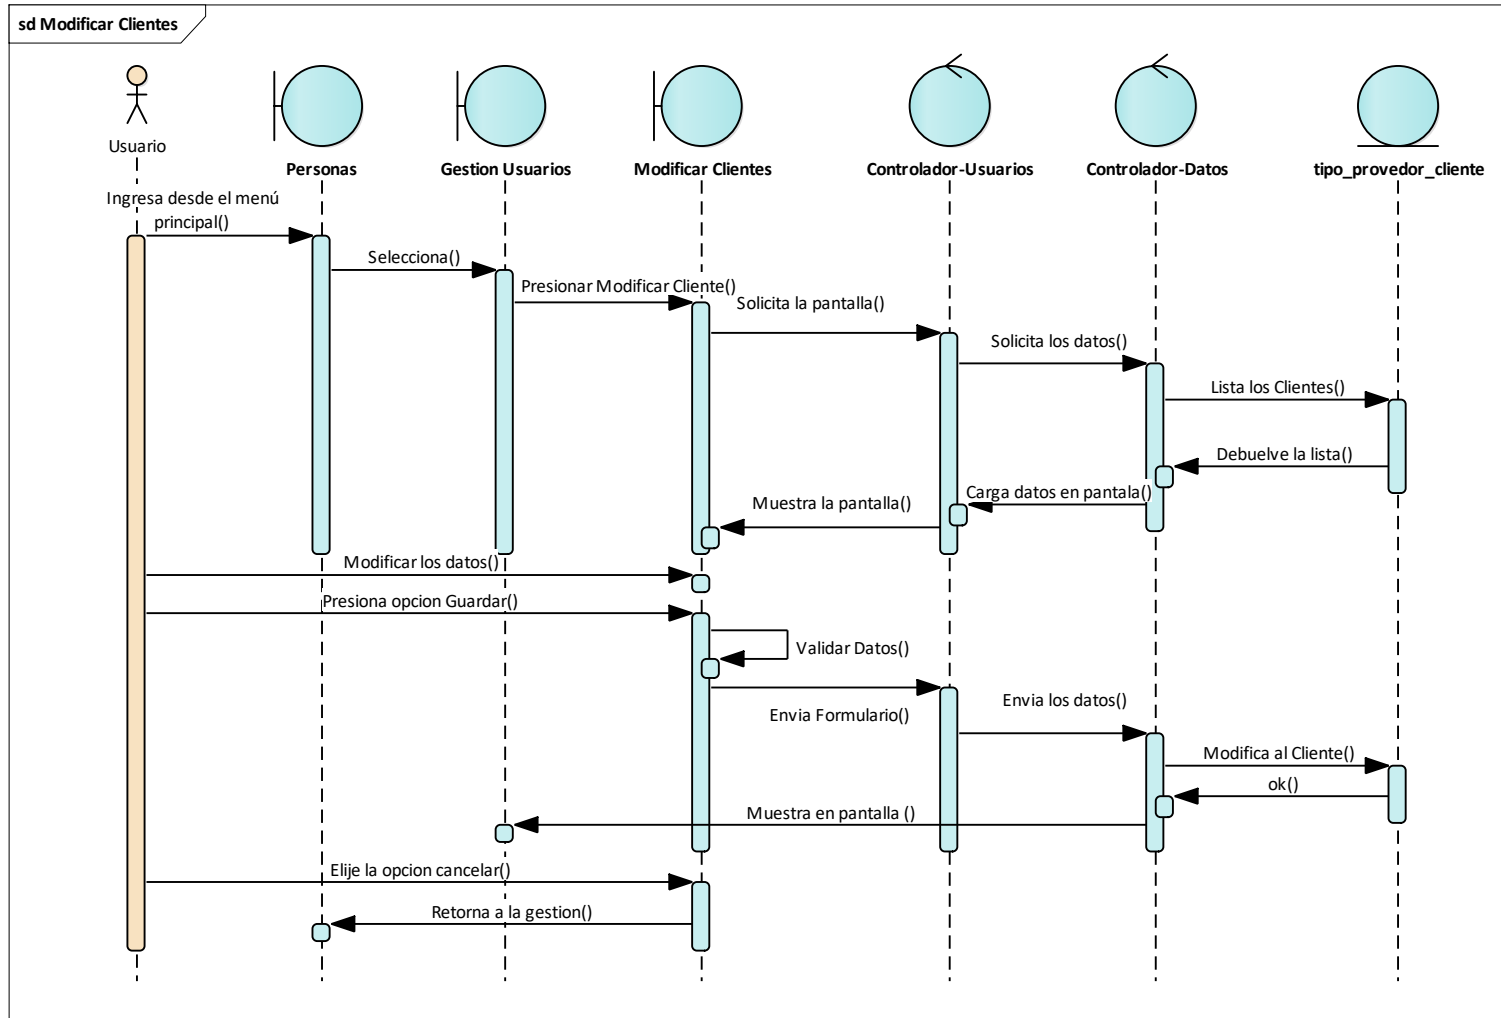 sd Modificar Clientes
Usuario
Personas
Gestion Usuarios
Modificar Clientes
Controlador-Usuarios
Controlador-Datos
tipo_provedor_cliente
Ingresa desde el menú
principal()
Selecciona()
Presionar Modificar Cliente()
Solicita la pantalla()
Solicita los datos()
Lista los Clientes()
Debuelve la lista()
Carga datos en pantala()
Muestra la pantalla()
Modificar los datos()
Presiona opcion Guardar()
Validar Datos()
Envia Formulario()
Envia los datos()
Modifica al Cliente()
ok()
Muestra en pantalla ()
Elije la opcion cancelar()
Retorna a la gestion()